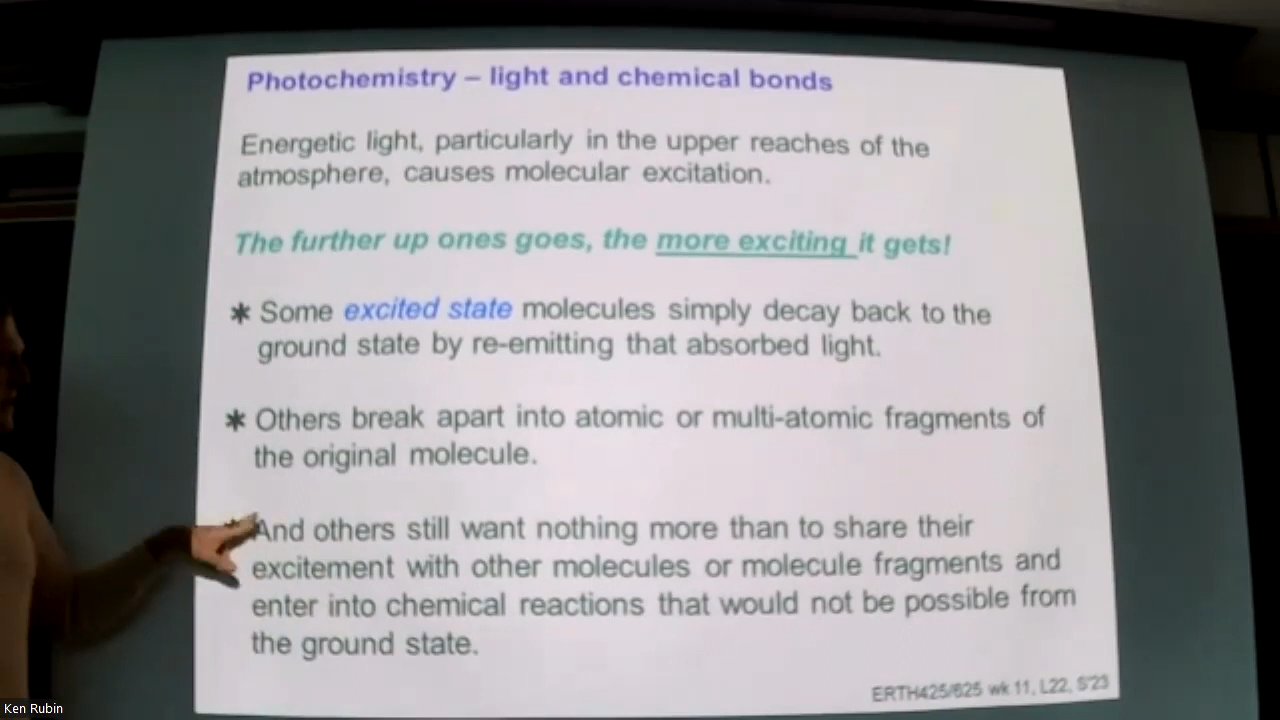 Photochemistry – light and chemical bonds
Energetic light, particularly in the upper reaches of the
atmosphere, causes molecular excitation.
The further up ones goes, the more exciting it gets!
* Some excited state molecules simply decay back to the
ground state by re-emitting that absorbed light.
* Others break apart into atomic or multi-atomic fragments of
the original molecule.
* And others still want nothing more than to share their
excitement with other molecules or molecule fragments and
enter into chemical reactions that would not be possible from
the ground state.
ERTH425/625 wk 11, L22, S'23
Ken Rubin